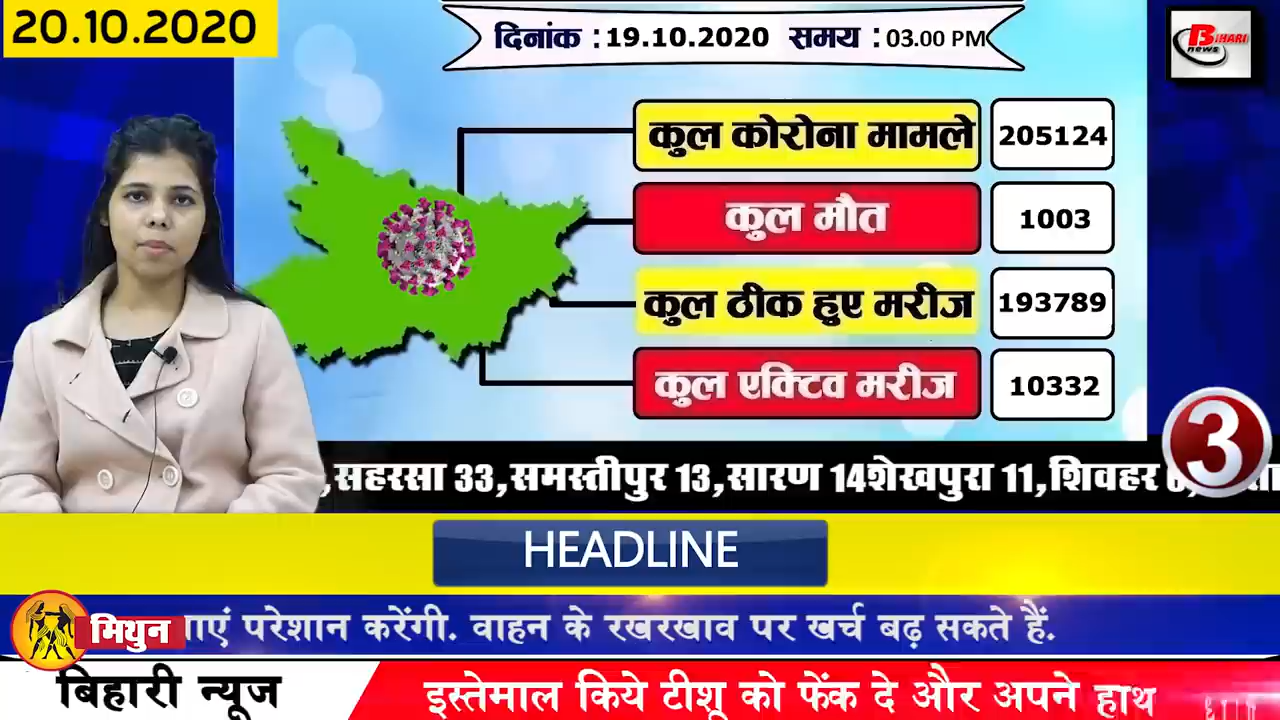 20.10.2020
दिनांक : 19.10.2020 समय : 03.00 PM
BIHARI
news
कुल कोरोना मामले 205124
कुल मौत 1003
कुल ठीक हुए मरीज 193789
कुल एक्टिव मरीज 10332
3
,सहरसा 33,समस्तीपुर 13,सारण 14शेखपुरा 11,शिवहर
HEADLINE
मिथुन परेशान करेंगी. वाहन के रखरखाव पर खर्च बढ़ सकते हैं.
बिहारी न्यूज इस्तेमाल किये टीशू को फेंक दे और अपने हाथ